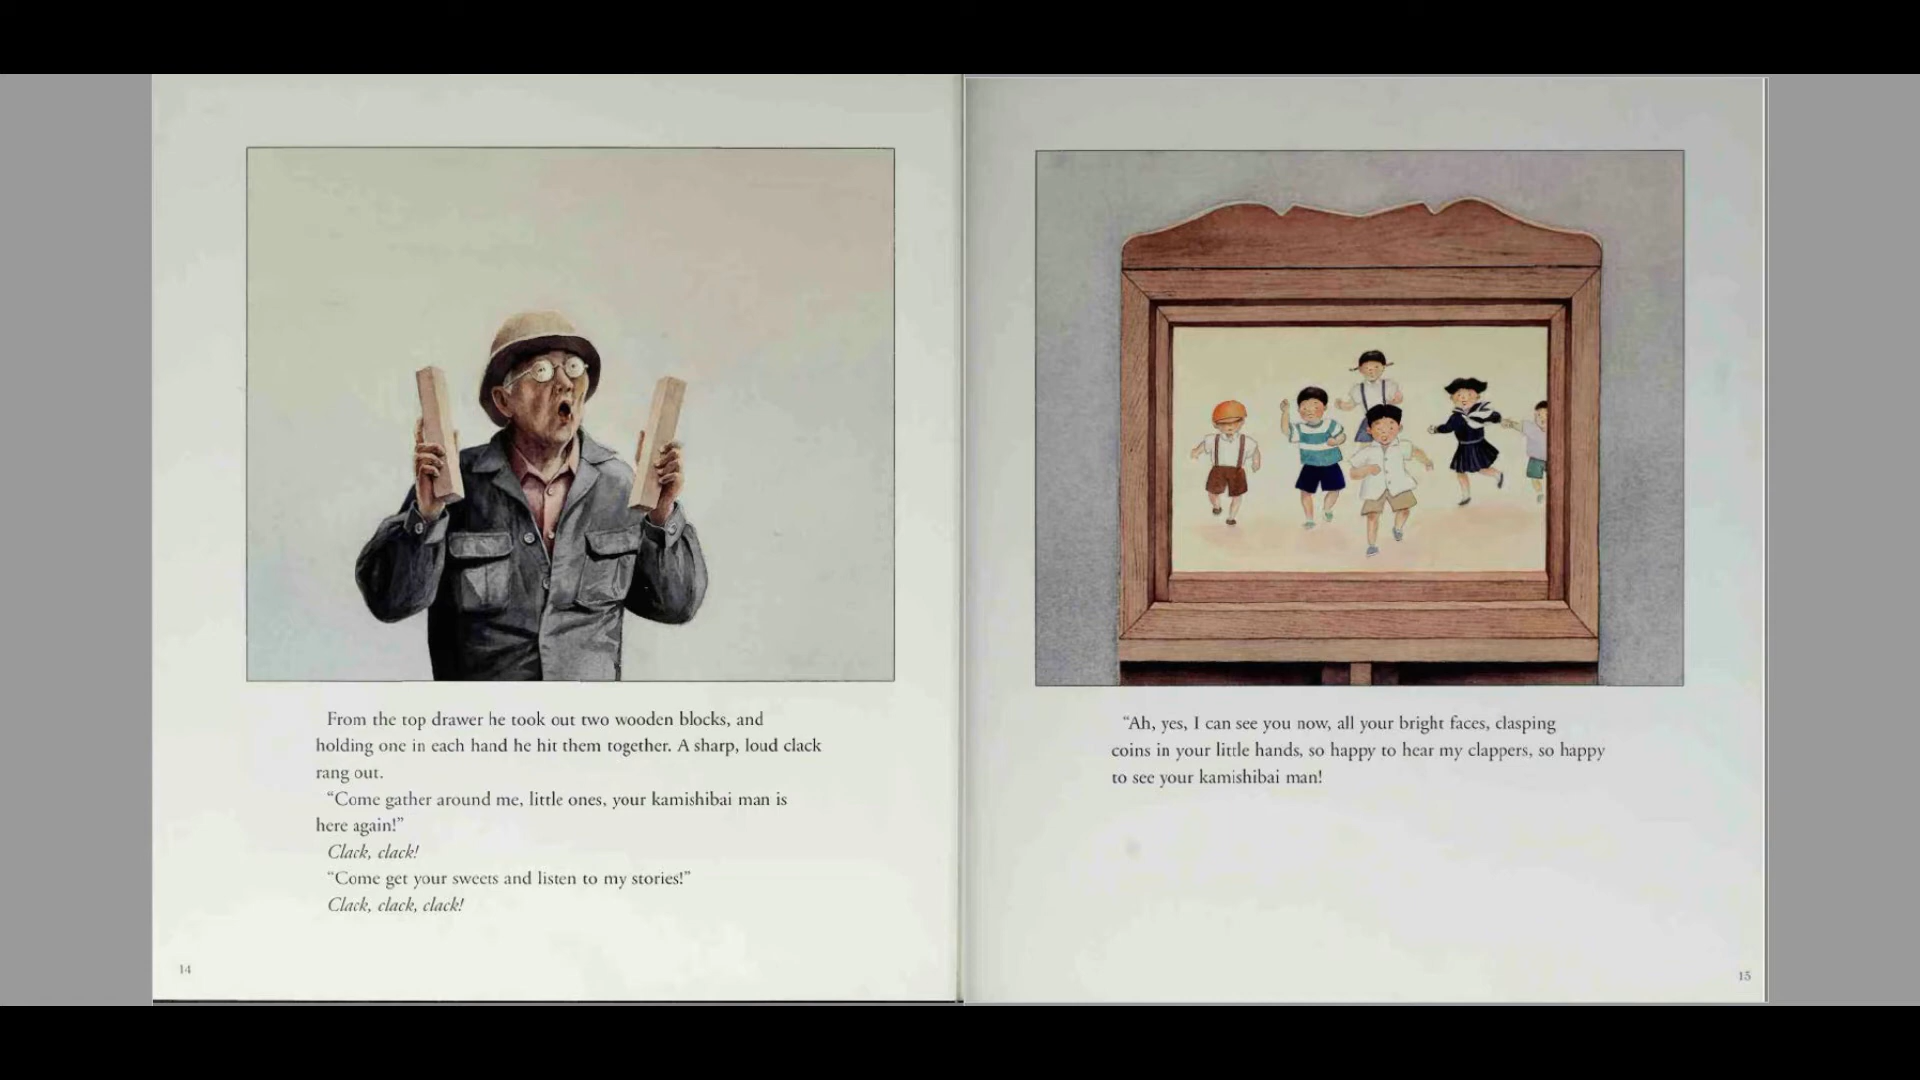 From the top drawer he took out two wooden blocks, and
holding one in each hand he hit them together. A sharp, loud clack
rang out.
“Come gather around me, little ones, your kamishibai man is
here again!”
Clack, clack!
“Come get your sweets and listen to my stories!”
Clack, clack, clack!
14
“Ah, yes, I can see you now, all your bright faces, clasping
coins in your little hands, so happy to hear my clappers, so happy
to see your kamishibai man!
15